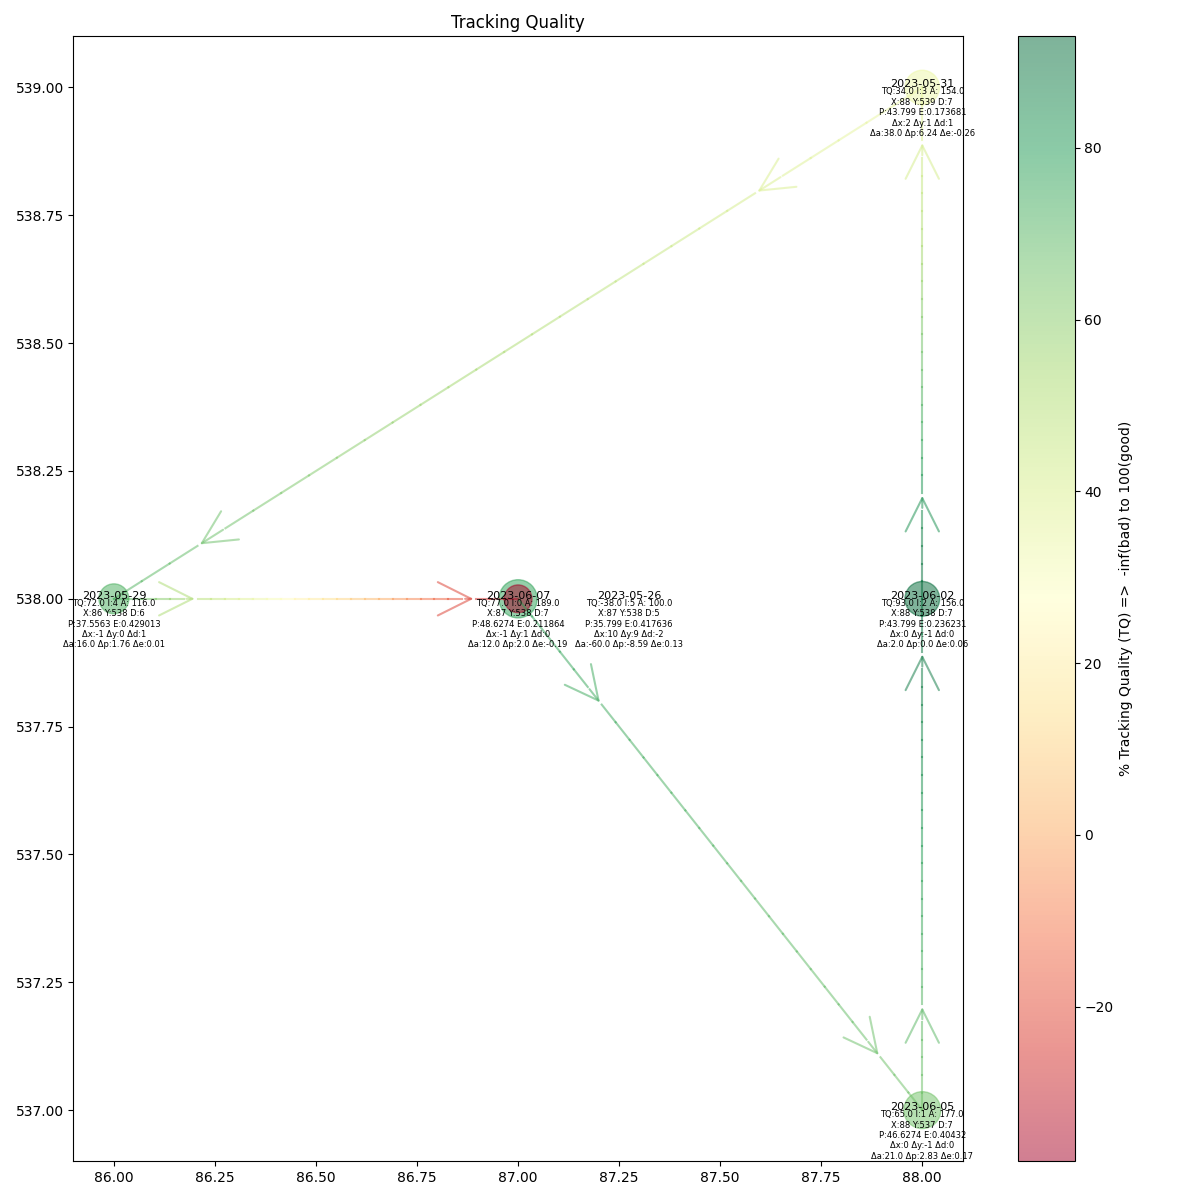 Tracking Quality
539.00
538.75
538.50
538.25
538.00
537.75
537.50
537.25
537.00
86.00
86.25
86.50
86.75
87.00
87.25
87.50
87.75
88.00
2023-05-31
TQ:34.0 I:3 A: 154.0
X:88 Y:539 D:7
P:43.799 E:0.173681
Δx:2 Δy:1 Δd:1
Δa:38.0 Δp:6.24 Δe:-0.26
2023-05-29
TQ:72.0 I:4 A: 116.0
X:86 Y:538 D:6
P:37.5563 E:0.429013
Δx:-1 Δy:0 Δd:1
Δa:16.0 Δp:1.76 Δe:0.01
2023-06-07
TQ:77.0 I:0 A: 189.0
X:87 Y:538 D:7
P:48.6274 E:0.211864
Δx:-1 Δy:1 Δd:0
Δa:12.0 Δp:2.0 Δe:-0.19
2023-05-26
TQ:-38.0 I:5 A: 100.0
X:87 Y:538 D:5
P:35.799 E:0.417636
Δx:10 Δy:9 Δd:-2
Δa:-60.0 Δp:-8.59 Δe:0.13
2023-06-02
TQ:93.0 I:2 A: 156.0
X:88 Y:538 D:7
P:43.799 E:0.236231
Δx:0 Δy:-1 Δd:0
Δa:2.0 Δp:0.0 Δe:0.06
2023-06-05
TQ:65.0 I:1 A: 177.0
X:88 Y:537 D:7
P:46.6274 E:0.40432
Δx:0 Δy:-1 Δd:0
Δa:21.0 Δp:2.83 Δe:0.17
80
60
40
20
0
−20
% Tracking Quality (TQ) => -inf(bad) to 100(good)